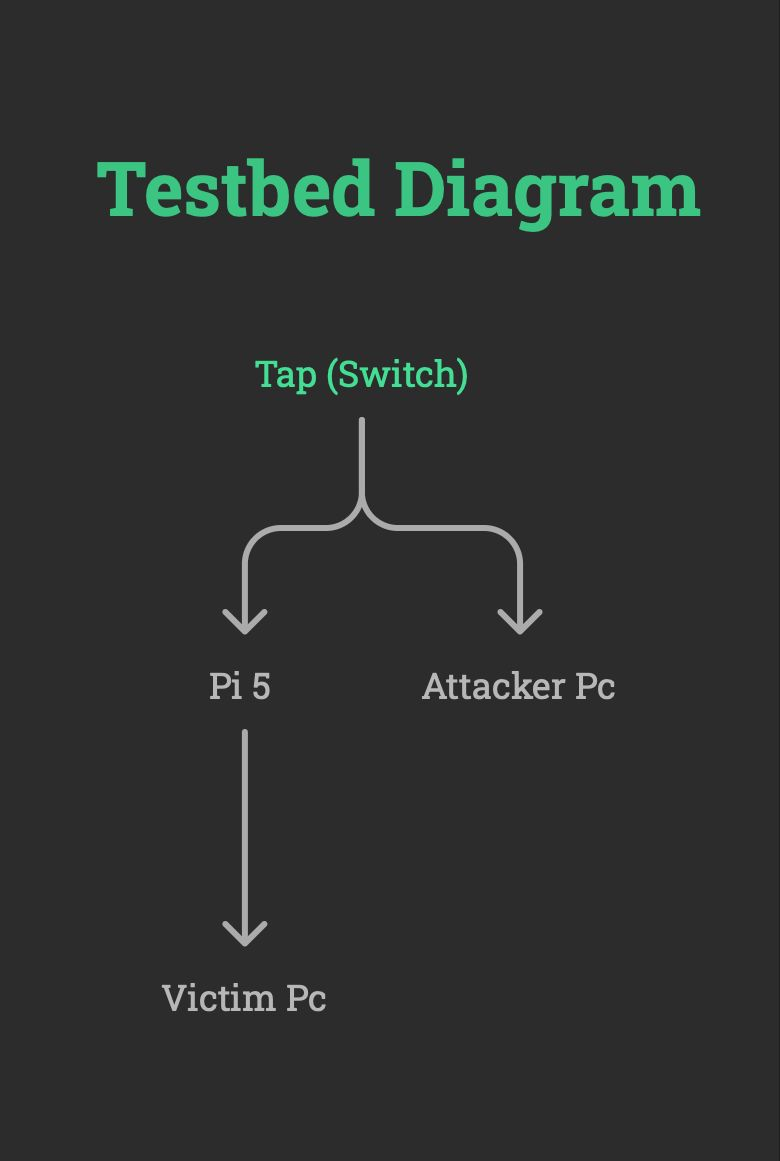 Testbed Diagram
Tap (Switch)
Pi 5
Attacker Pc
Victim Pc